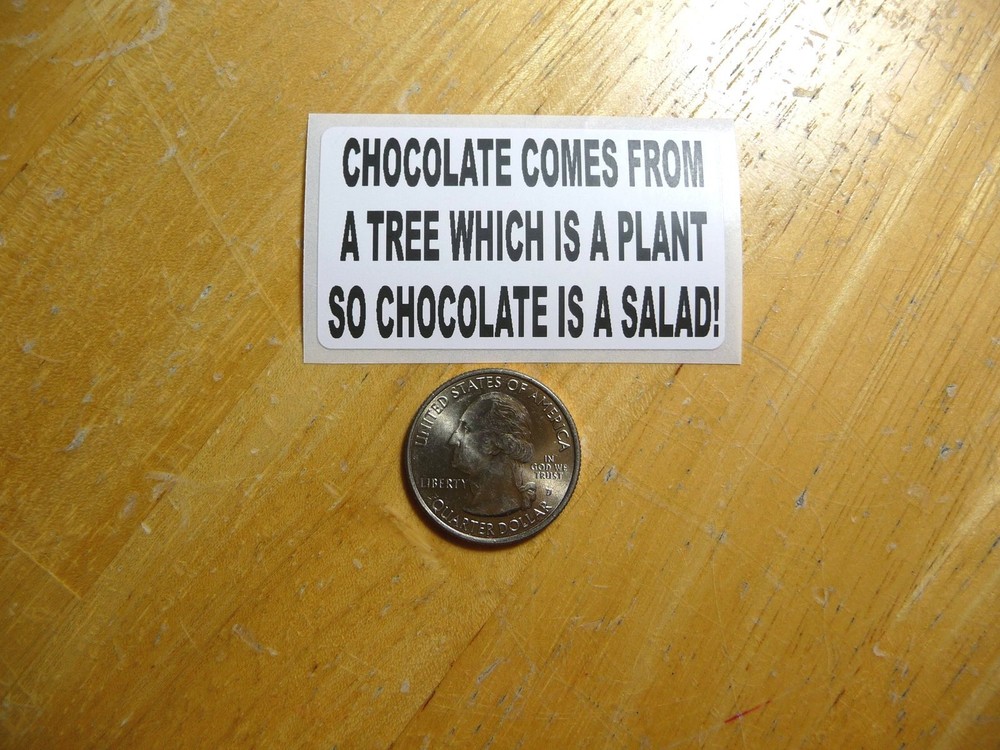 CHOCOLATE COMES FROM
A TREE WHICH IS A PLANT
SO CHOCOLATE IS A SALAD!
UNITED STATES OF AMERICA
IN
GOD WE
TRUST
LIBERTY
D
QUARTER DOLLAR